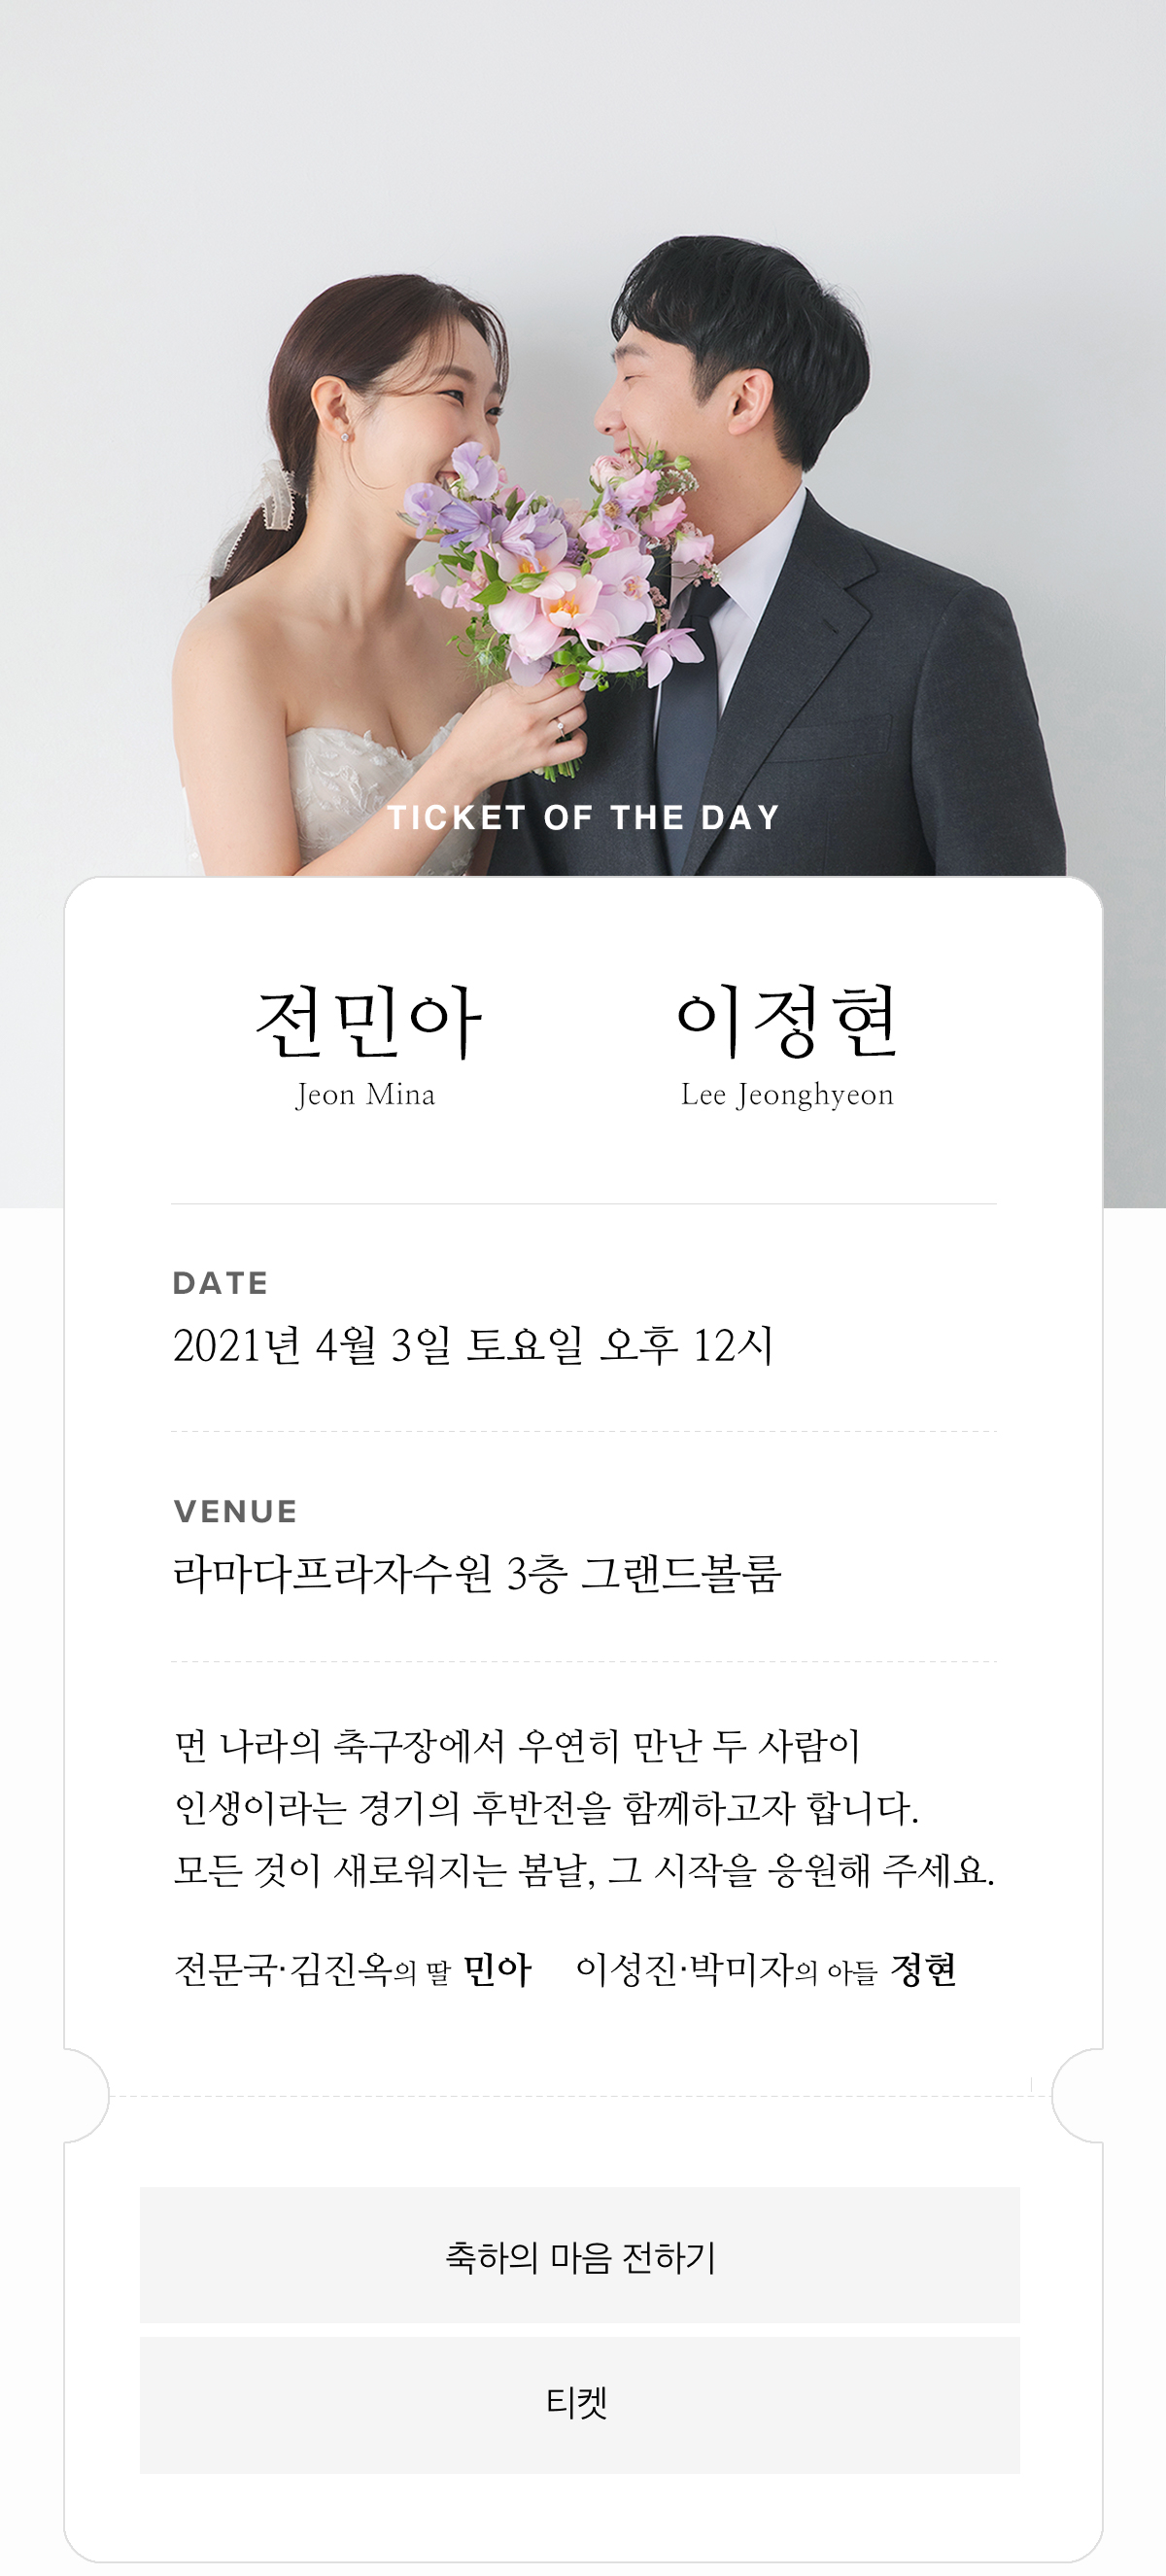 TICKET OF THE DAY
전민아 이정현
Jeon Mina Lee Jeonghyeon
DATE
2021년 4월 3일 토요일 오후 12시
VENUE
라마다프라자수원 3층 그랜드볼룸
먼 나라의 축구장에서 우연히 만난 두 사람이
인생이라는 경기의 후반전을 함께하고자 합니다.
모든 것이 새로워지는 봄날, 그 시작을 응원해 주세요.
전문국·김진옥의 딸 민아 이성진·박미자의 아들 정현
축하의 마음 전하기
티켓